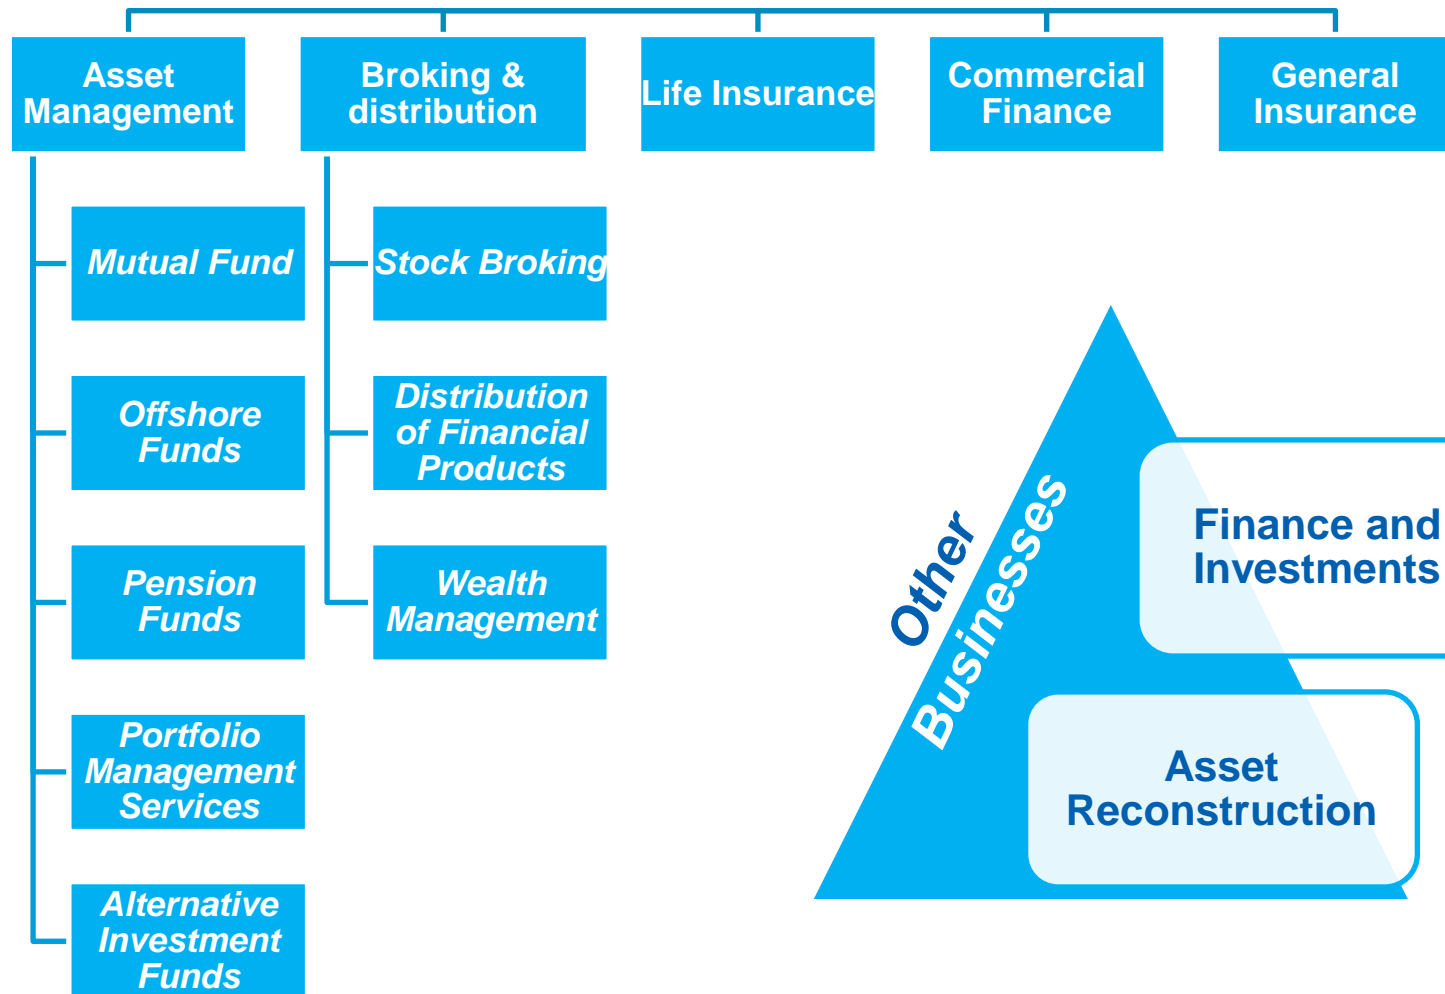 Asset
Management
Broking &
distribution
Life Insurance
Commercial
Finance
General
Insurance
Mutual Fund
Offshore
Funds
Pension
Funds
Portfolio
Management
Services
Alternative
Investment
Funds
Stock Broking
Distribution
of Financial
Products
Wealth
Management
Other
Businesses
Finance and
Investments
Asset
Reconstruction